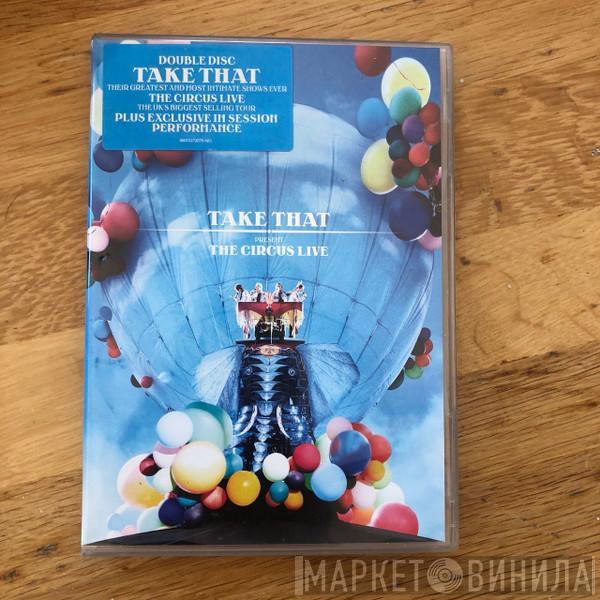 DOUBLE DISC
TAKE THAT
THEIR GREATEST AND MOST INTIMATE SHOWS EVER
THE CIRCUS LIVE
THE UK'S BIGGEST SELLING TOUR
PLUS EXCLUSIVE IN SESSION
PERFORMANCE
TAKE THAT
PRESENT
THE CIRCUS LIVE
МАРКЕТ ВИНИЛА